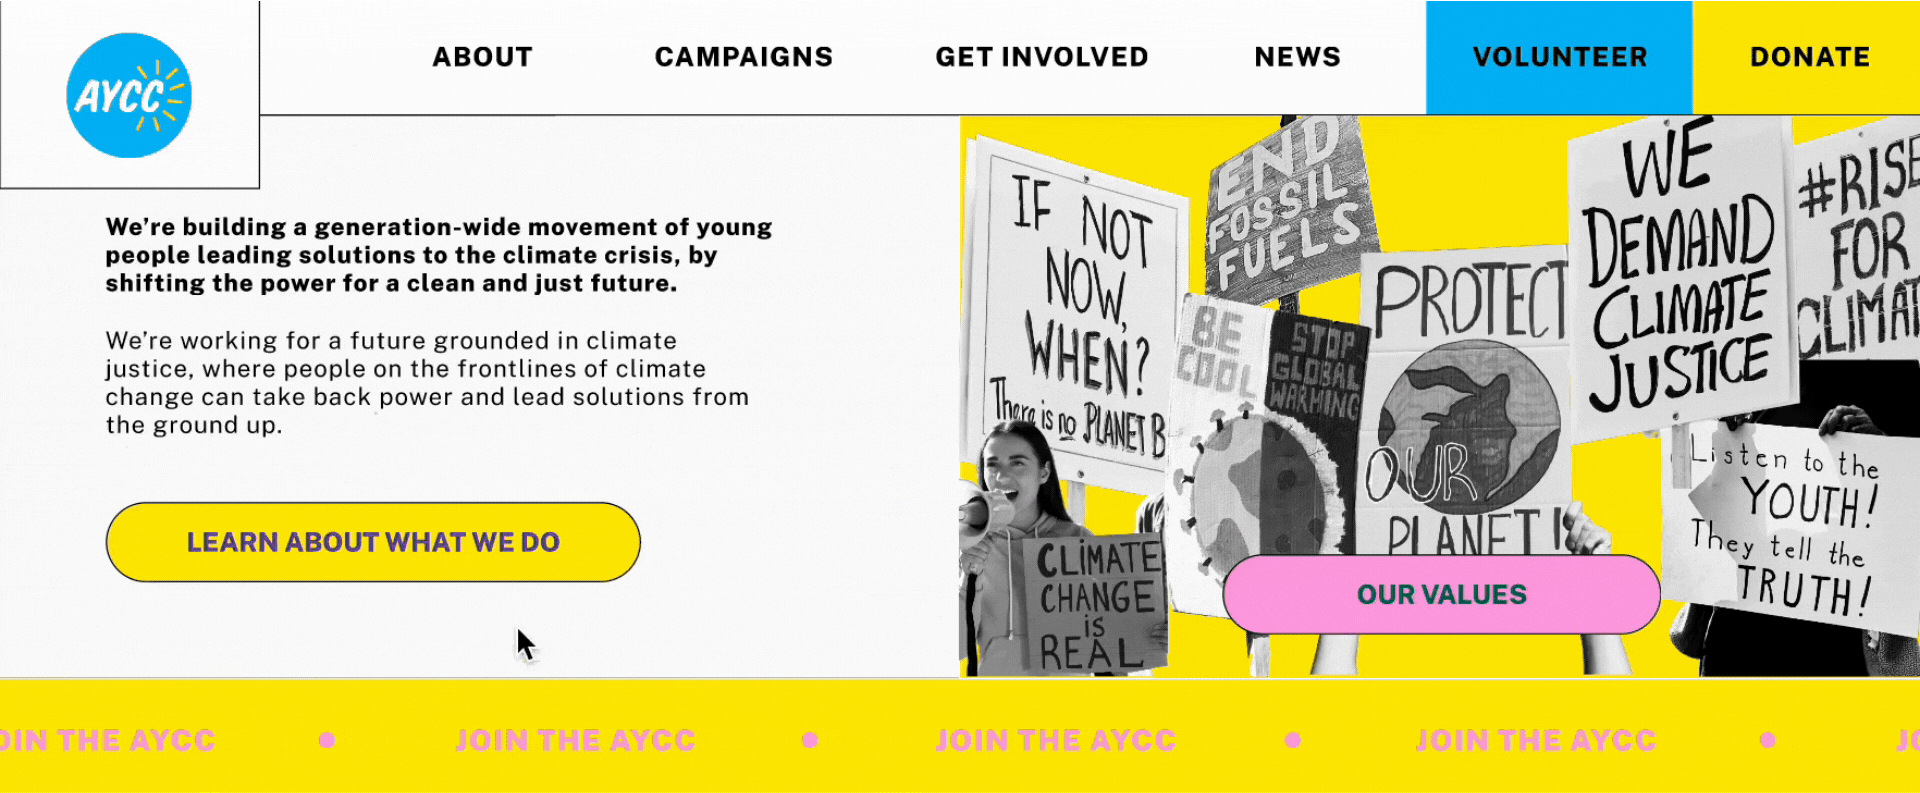 AYCC
ABOUT
CAMPAIGNS
GET INVOLVED
NEWS
VOLUNTEER
DONATE
We’re building a generation-wide movement of young
people leading solutions to the climate crisis, by
shifting the power for a clean and just future.
We’re working for a future grounded in climate
justice, where people on the frontlines of climate
change can take back power and lead solutions from
the ground up.
LEARN ABOUT WHAT WE DO
IF NOT
NOW,
WHEN?
There is no PLANET B
END
FOSSIL
FUELS
BE
COOL
STOP
GLOBAL
WARMING
PROTECT
OUR
PLANET!
WE
DEMAND
CLIMATE
JUSTICE
#RISE
FOR
CLIMAT
Listen to the
YOUTH!
They tell the
TRUTH!
CLIMATE
CHANGE
is
REAL
OUR VALUES
OIN THE AYCC • JOIN THE AYCC • JOIN THE AYCC • JOIN THE AYCC • JO